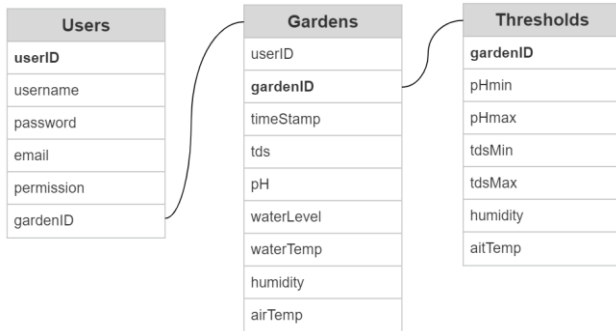 Users
userID
username
password
email
permission
gardenID
Gardens
userID
gardenID
timeStamp
tds
pH
waterLevel
waterTemp
humidity
airTemp
Thresholds
gardenID
pHmin
pHmax
tdsMin
tdsMax
humidity
aitTemp